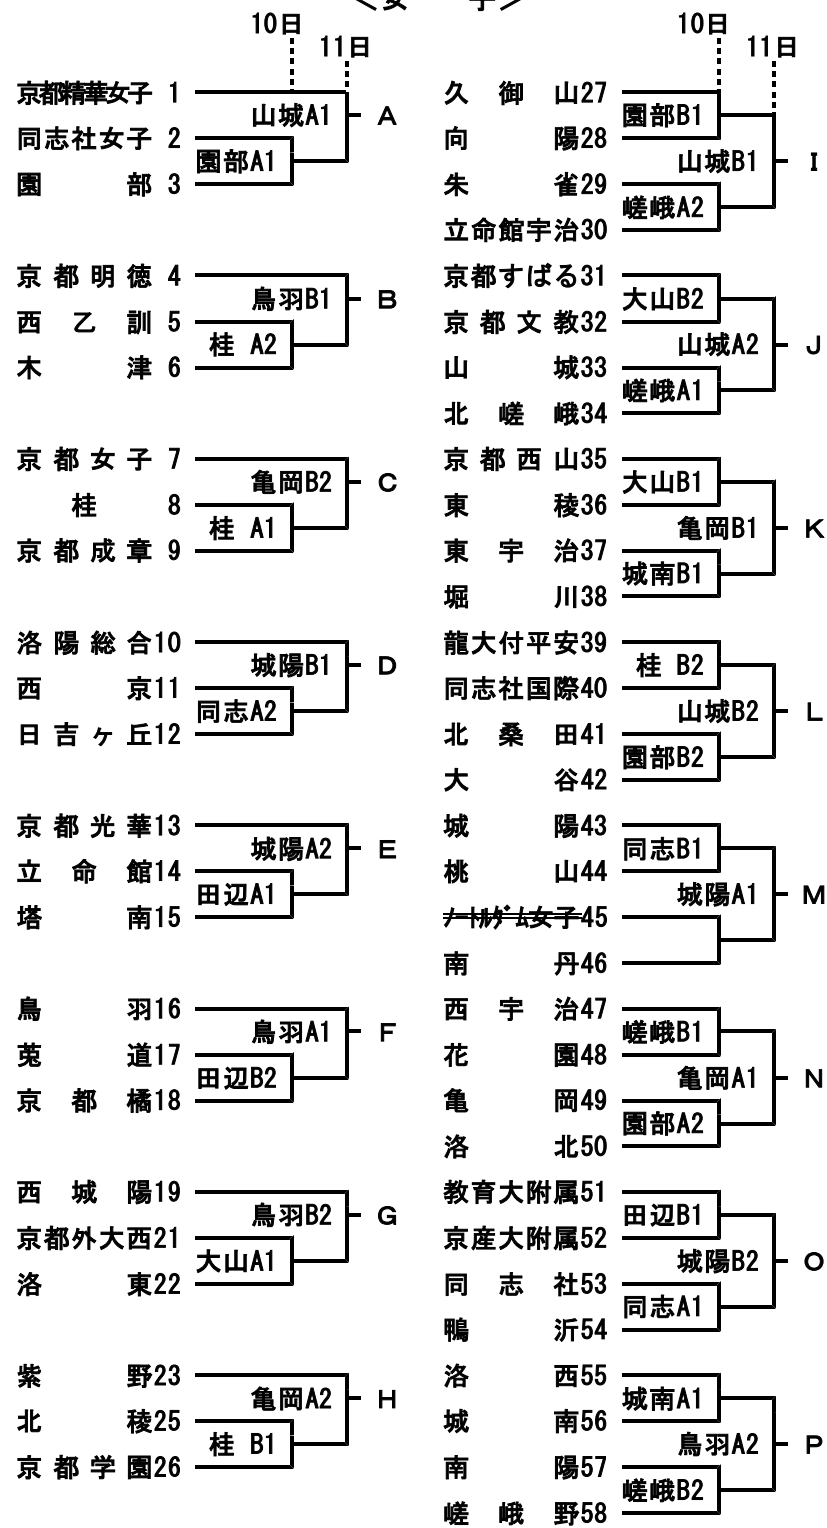 ＜女　子＞
10日
11日
京都精華女子 1
山城A1
A
同志社女子 2
園部A1
園部 3
京都明徳 4
鳥羽B1
B
西乙訓 5
桂 A2
木津 6
京都女子 7
亀岡B2
C
桂 8
桂 A1
京都成章 9
洛陽総合10
城陽B1
D
西京11
同志A2
日吉ヶ丘12
京都光華13
城陽A2
E
立命館14
田辺A1
塔南15
鳥羽16
鳥羽A1
F
莵道17
田辺B2
京都橘18
西城陽19
鳥羽B2
G
京都外大西21
大山A1
洛東22
紫野23
亀岡A2
H
北稜25
桂 B1
京都学園26
10日
11日
久御山27
園部B1
向陽28
山城B1
I
朱雀29
嵯峨A2
立命館宇治30
京都すばる31
大山B2
京都文教32
山城A2
J
山城33
嵯峨A1
北嵯峨34
京都西山35
大山B1
東稜36
亀岡B1
K
東宇治37
城南B1
堀川38
龍大付平安39
桂 B2
同志社国際40
山城B2
L
北桑田41
園部B2
大谷42
城陽43
同志B1
桃山44
城陽A1
M
ノートルダム女子45
南丹46
西宇治47
嵯峨B1
花園48
亀岡A1
N
亀岡49
園部A2
洛北50
教育大附属51
田辺B1
京産大附属52
城陽B2
O
同志社53
同志A1
鴨沂54
洛西55
城南A1
城南56
鳥羽A2
P
南陽57
嵯峨B2
嵯峨野58